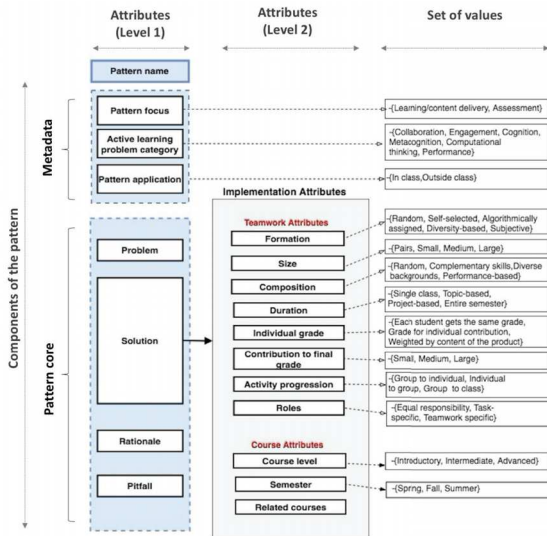 Attributes
(Level 1)
Attributes
(Level 2)
Set of values
Pattern name
Components of the pattern
Metadata
Pattern focus
-{Learning/content delivery, Assessment}
Active learning
problem category
-{Collaboration, Engagement, Cognition,
Metacognition, Computational
thinking, Performance}
Pattern application
-{In class,Outside class}
Pattern core
Problem
Solution
Rationale
Pitfall
Implementation Attributes
Teamwork Attributes
Formation
-{Random, Self-selected, Algorithmically
assigned, Diversity-based, Subjective}
Size
-{Pairs, Small, Medium, Large}
Composition
-{Random, Complementary skills,Diverse
backgrounds, Performance-based}
Duration
-{Single class, Topic-based,
Project-based, Entire semester}
Individual grade
-{Each student gets the same grade,
Grade for individual contribution,
Weighted by content of the product}
Contribution to final
grade
-{Small, Medium, Large}
Activity progression
-{Group to individual, Individual
to group, Group to class}
Roles
-{Equal responsibility, Task-
specific, Teamwork specific}
Course Attributes
Course level
-{Introductory, Intermediate, Advanced}
Semester
-{Sprng, Fall, Summer}
Related courses